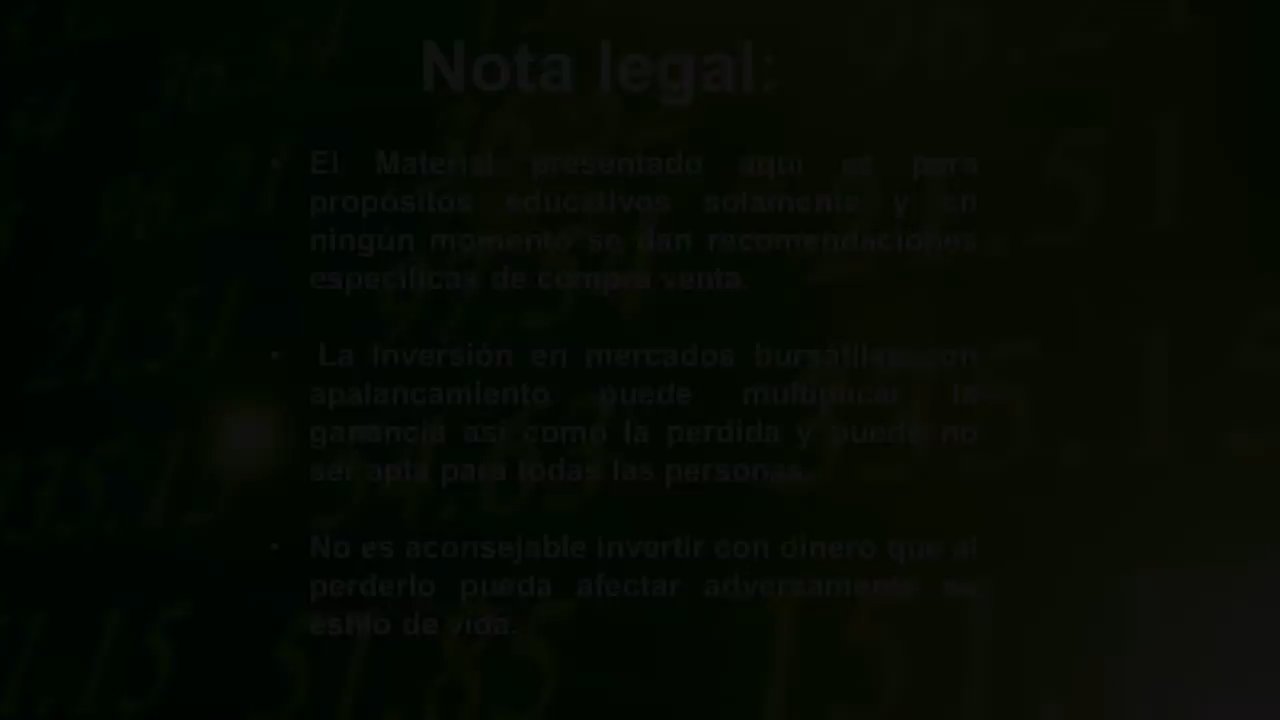 Nota legal:
• El Material presentado aquí es para
propósitos educativos solamente y en
ningún momento se dan recomendaciones
específicas de compra venta.
• La Inversión en mercados bursátiles con
apalancamiento puede multiplicar la
ganancia así como la perdida y puede no
ser apta para todas las personas.
• No es aconsejable invertir con dinero que al
perderlo pueda afectar adversamente su
estilo de vida.